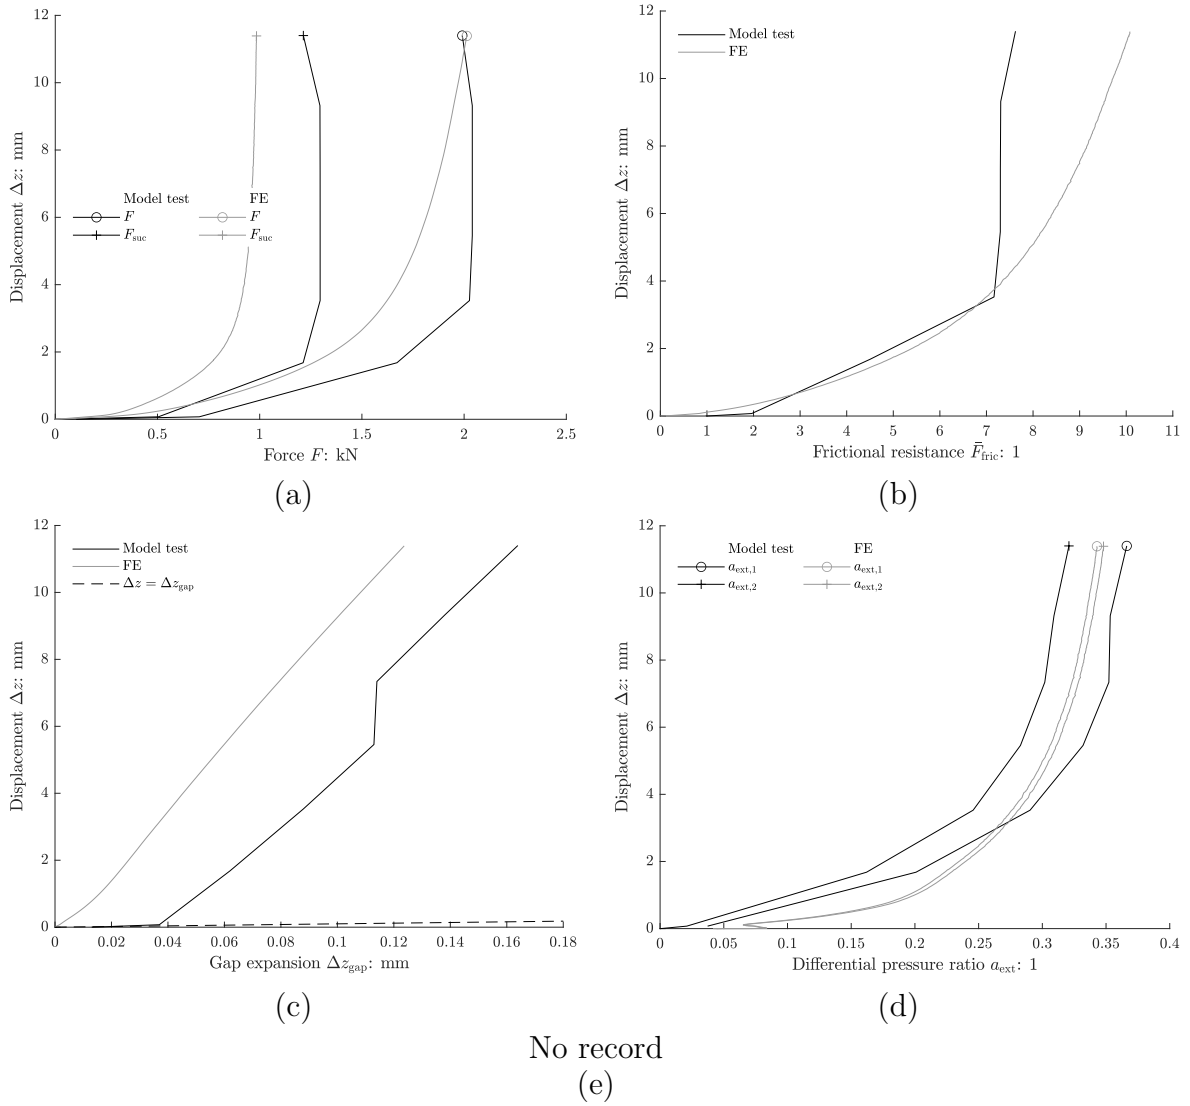 12
10
8
6
4
2
0
Displacement Δz: mm
Model test FE
F F
F_suc F_suc
0 0.5 1 1.5 2 2.5
Force F: kN
(a)
12
10
8
6
4
2
0
Displacement Δz: mm
Model test
FE
0 1 2 3 4 5 6 7 8 9 10 11
Frictional resistance F̄_fric: 1
(b)
12
10
8
6
4
2
0
Displacement Δz: mm
Model test
FE
Δz = Δz_gap
0 0.02 0.04 0.06 0.08 0.1 0.12 0.14 0.16 0.18
Gap expansion Δz_gap: mm
(c)
12
10
8
6
4
2
0
Displacement Δz: mm
Model test FE
a_ext,1 a_ext,1
a_ext,2 a_ext,2
0 0.05 0.1 0.15 0.2 0.25 0.3 0.35 0.4
Differential pressure ratio a_ext: 1
(d)
No record
(e)